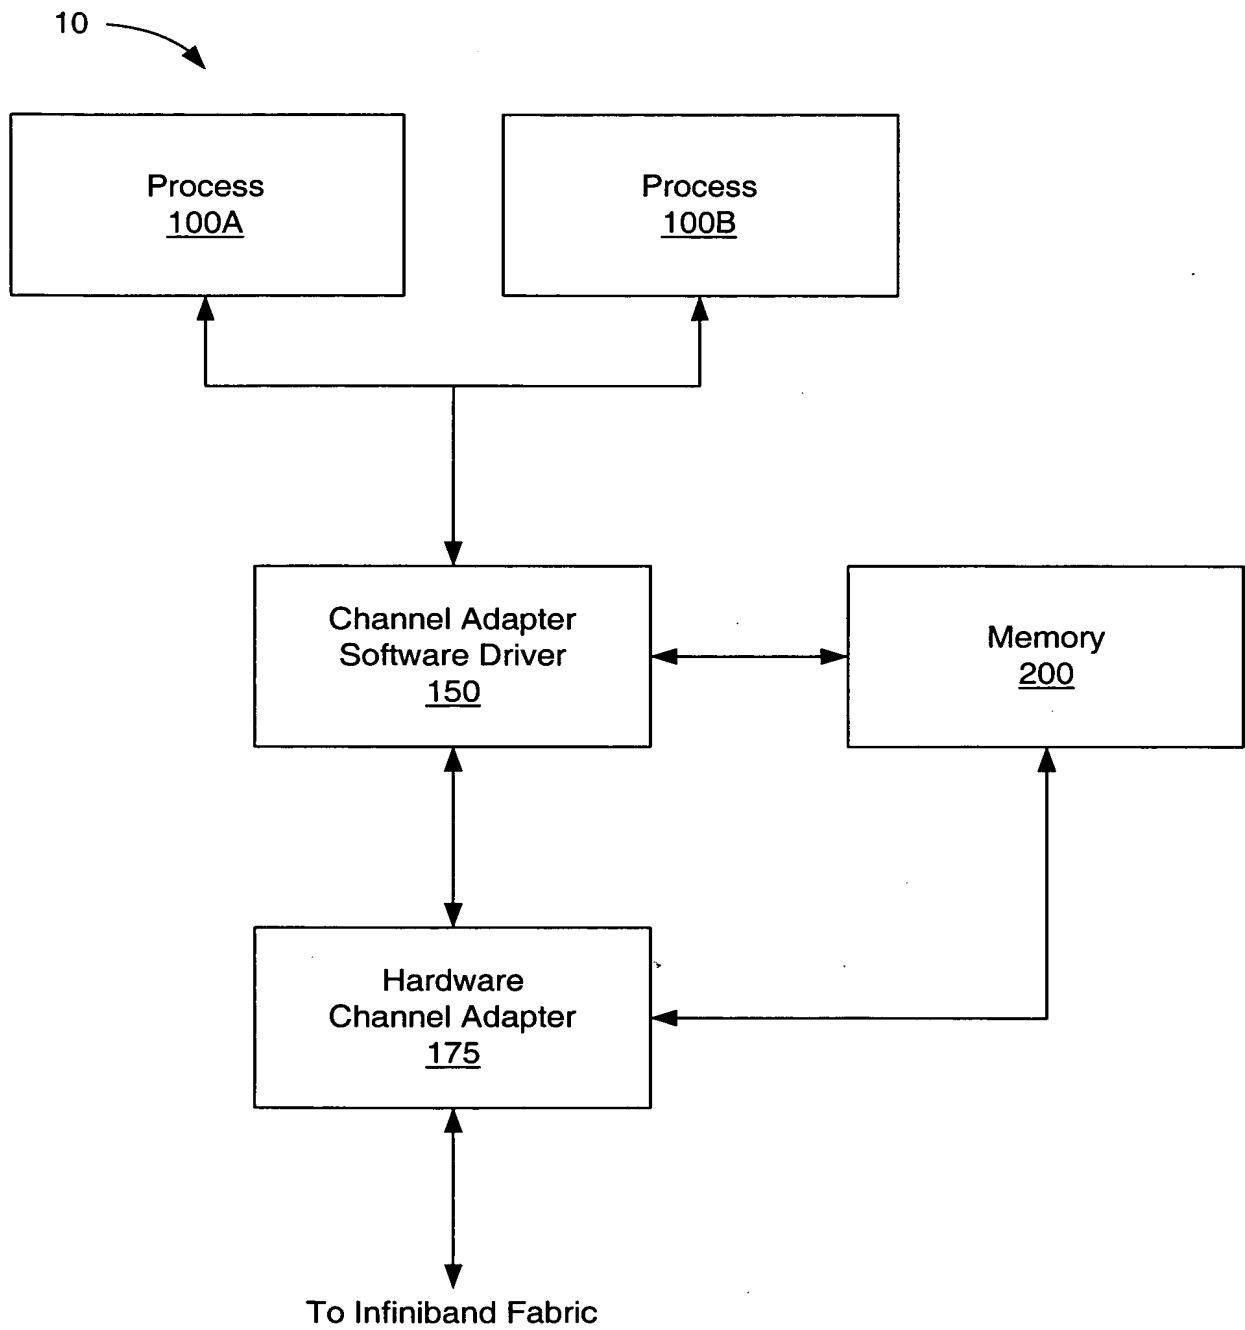 10
Process
100A
Process
100B
Channel Adapter
Software Driver
150
Memory
200
Hardware
Channel Adapter
175
To Infiniband Fabric